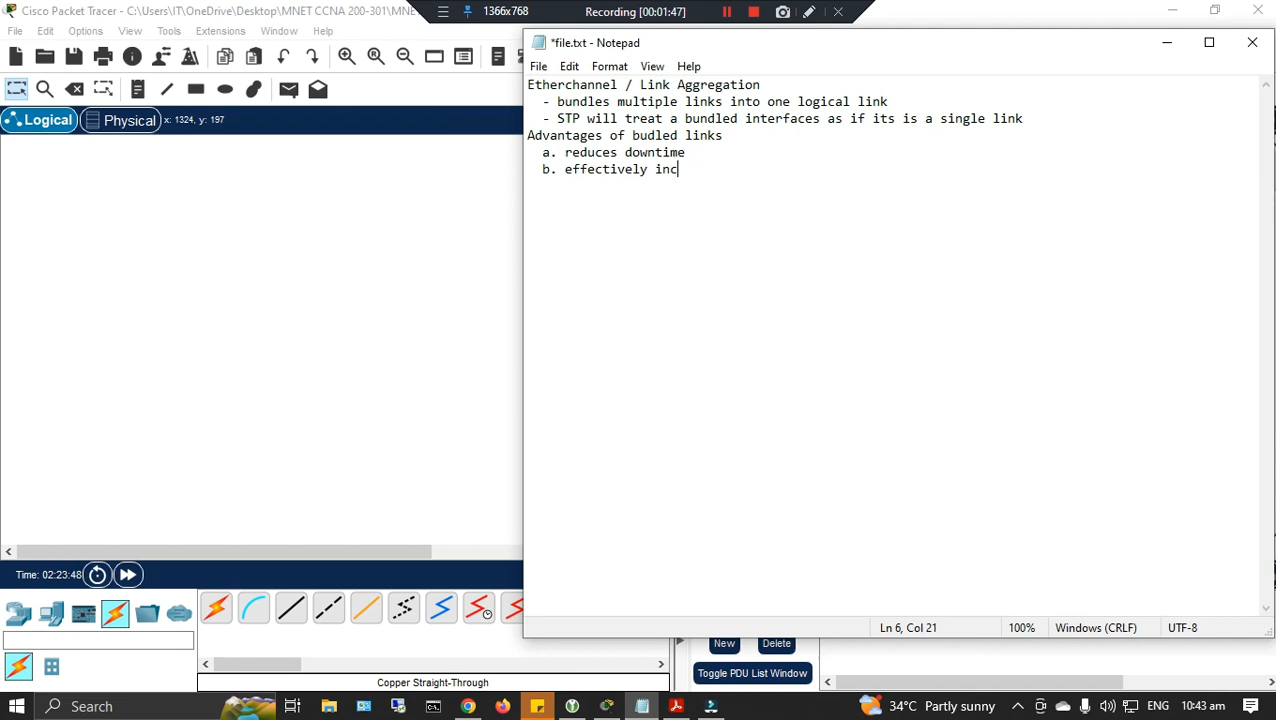 Cisco Packet Tracer - C:\Users\IT\OneDrive\Desktop\MNET CCNA 200-301\MNET
1366x768
Recording [00:01:47]
File Edit Options View Tools Extensions Window Help
*file.txt - Notepad
File Edit Format View Help
Logical
Physical
x: 1324, y: 197
Etherchannel / Link Aggregation
- bundles multiple links into one logical link
- STP will treat a bundled interfaces as if its is a single link
Advantages of budled links
a. reduces downtime
b. effectively inc
Time: 02:23:48
Ln 6, Col 21
100%
Windows (CRLF)
UTF-8
New
Delete
Toggle PDU List Window
Copper Straight-Through
Search
34°C Partly sunny
ENG
10:43 am